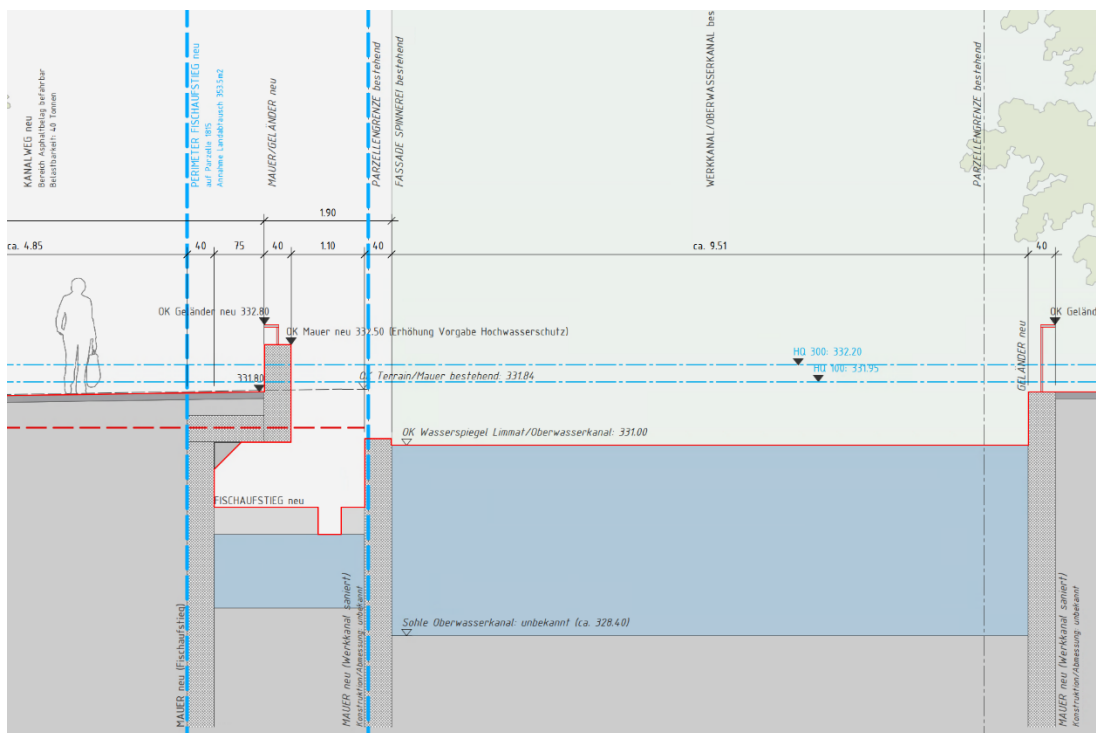 KANALWEG neu
Bereich Asphaltbelag befahrbar
Belastbarkeit: 40 Tonnen
PERIMETER FISCHAUFSTIEG neu
auf Parzelle 1815
Annahme Landabtausch 353.5m2
MAUER/GELÄNDER neu
PARZELLENGRENZE bestehend
FASSADE SPINNEREI bestehend
WERKKANAL/OBERWASSERKANAL bes
PARZELLENGRENZE bestehend
1.90
ca. 4.85
40
75
40
1.10
40
ca. 9.51
40
OK Geländer neu 332.80
OK Mauer neu 332.50 (Erhöhung Vorgabe Hochwasserschutz)
OK Geländ
HQ 300: 332.20
HQ 100: 331.95
331.80
OK Terrain/Mauer bestehend: 331.84
GELÄNDER neu
OK Wasserspiegel Limmat/Oberwasserkanal: 331.00
FISCHAUFSTIEG neu
Sohle Oberwasserkanal: unbekannt (ca. 328.40)
MAUER neu (Fischaufstieg)
MAUER neu (Werkkanal saniert)
Konstruktion/Abmessung: unbekannt
MAUER neu (Werkkanal saniert)
Konstruktion/Abmessung: unbekannt